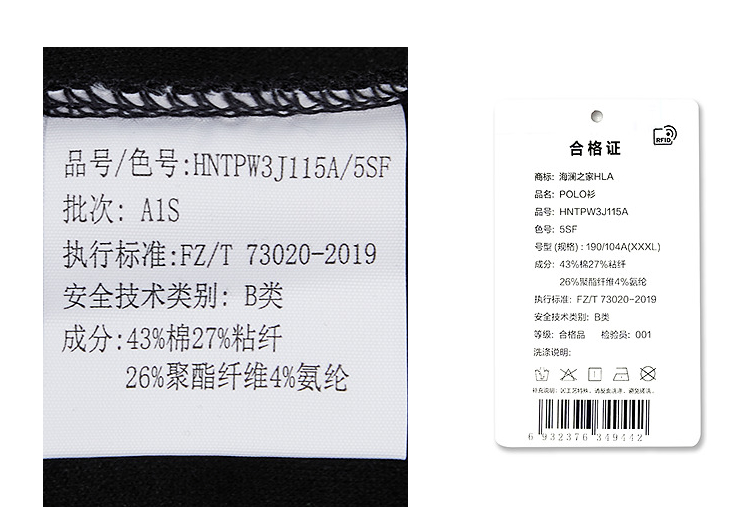 品号/色号:HNTPW3J115A/5SF
批次: A1S
执行标准:FZ/T 73020-2019
安全技术类别: B类
成分:43%棉27%粘纤
26%聚酯纤维4%氨纶
RFID
合格证
商标: 海澜之家HLA
品名: POLO衫
品号: HNTPW3J115A
色号: 5SF
号型 (规格) : 190/104A(XXXL)
成分: 43%棉27%粘纤
26%聚酯纤维4%氨纶
执行标准: FZ/T 73020-2019
安全技术类别: B类
等级: 合格品 检验员: 001
洗涤说明:
6 932376 349442